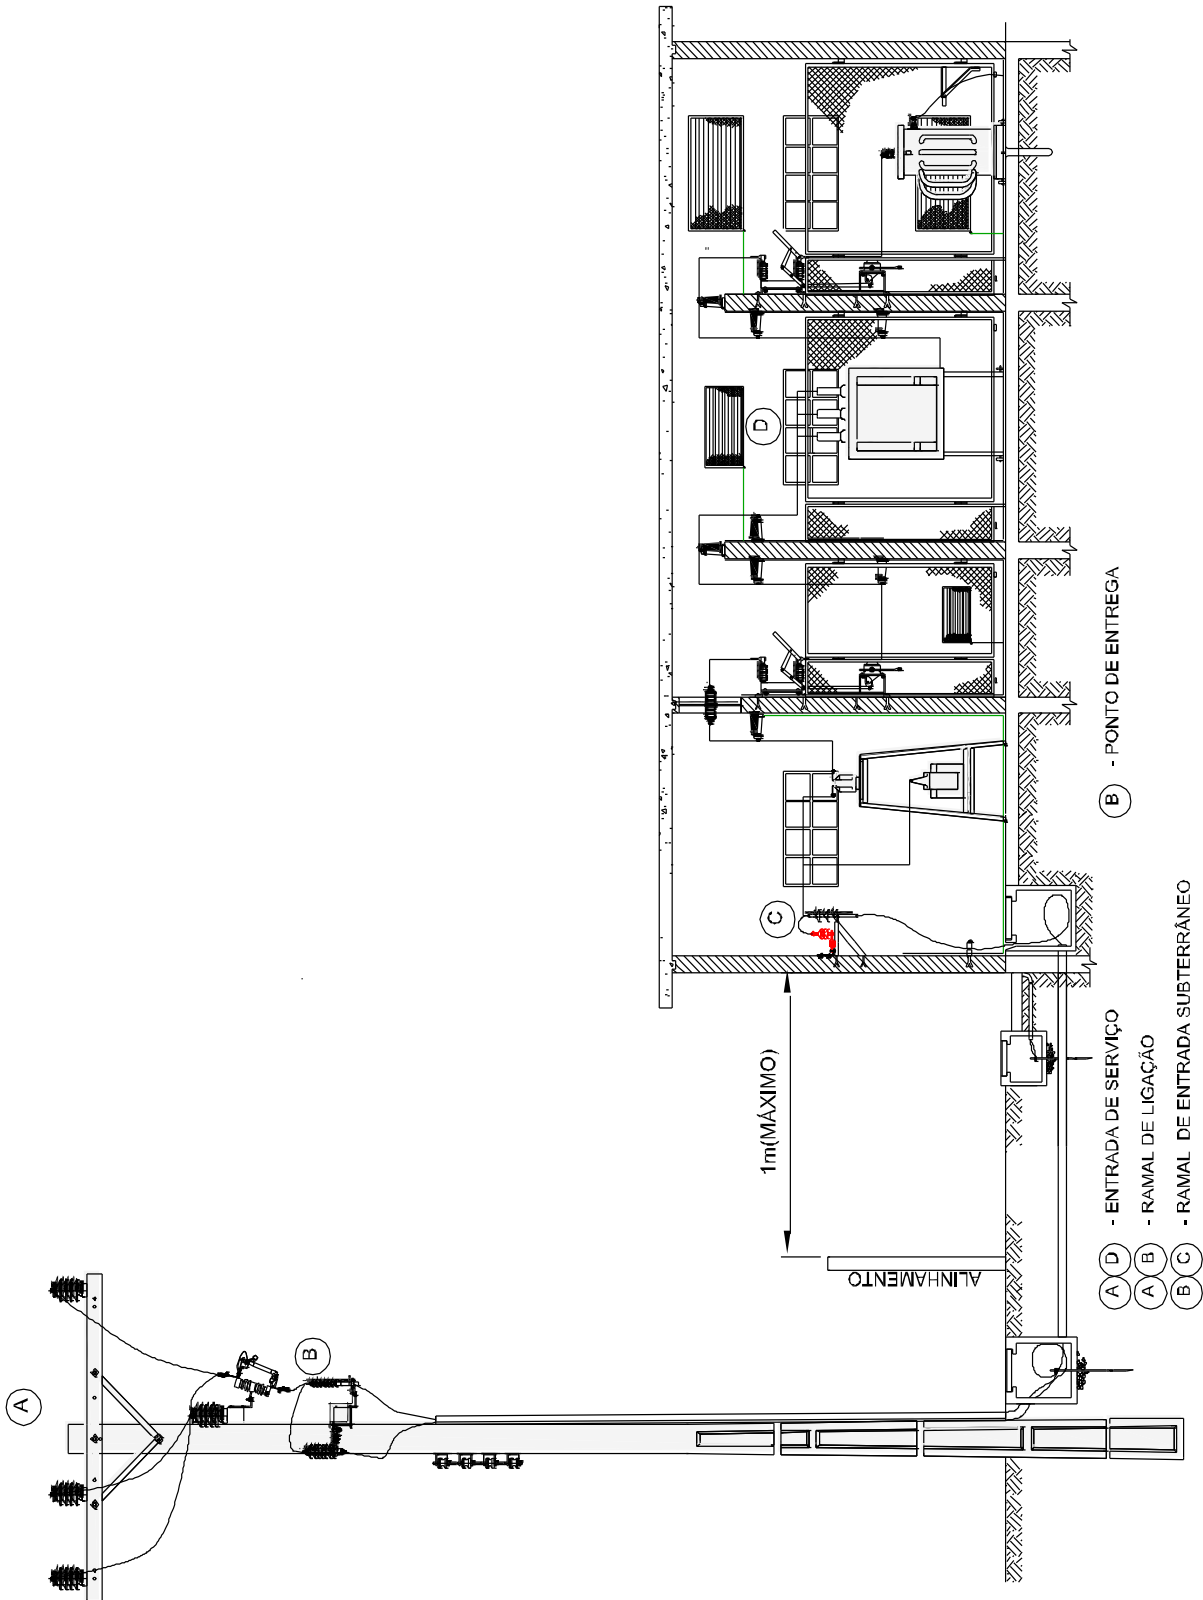 A
B
C
D
1m(MÁXIMO)
ALINHAMENTO
A D - ENTRADA DE SERVIÇO
A B - RAMAL DE LIGAÇÃO
B C - RAMAL DE ENTRADA SUBTERRÂNEO
B - PONTO DE ENTREGA